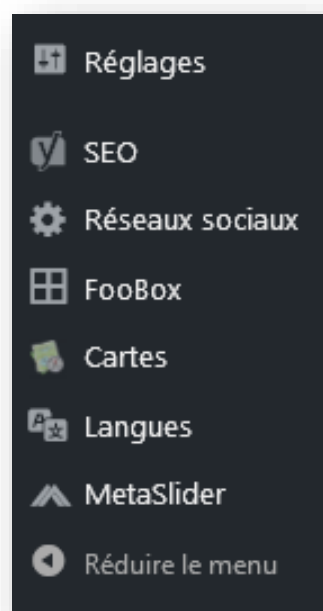 Réglages
SEO
Réseaux sociaux
FooBox
Cartes
Langues
MetaSlider
Réduire le menu